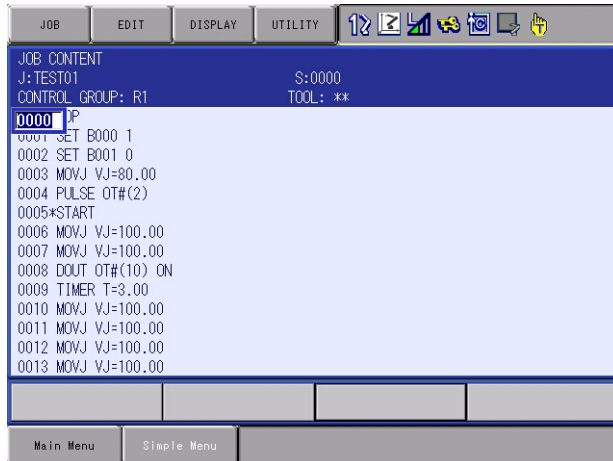 JOB EDIT DISPLAY UTILITY
JOB CONTENT
J:TEST01 S:0000
CONTROL GROUP: R1 TOOL: **
0000 OP
0001 SET B000 1
0002 SET B001 0
0003 MOVJ VJ=80.00
0004 PULSE OT#(2)
0005*START
0006 MOVJ VJ=100.00
0007 MOVJ VJ=100.00
0008 DOUT OT#(10) ON
0009 TIMER T=3.00
0010 MOVJ VJ=100.00
0011 MOVJ VJ=100.00
0012 MOVJ VJ=100.00
0013 MOVJ VJ=100.00
Main Menu Simple Menu